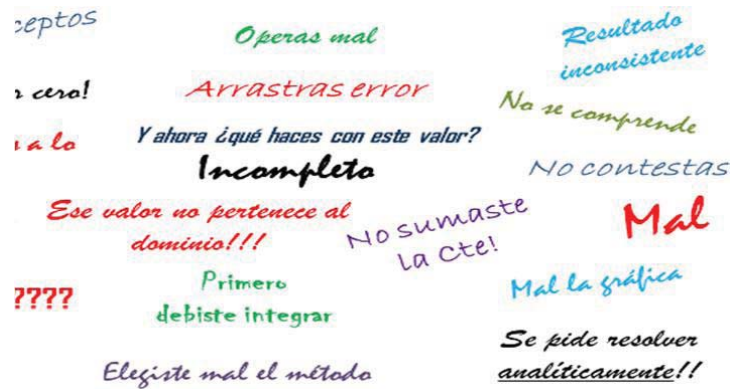 Operas mal
Resultado
inconsistente
cero!
Arrastras error
No se comprende
a lo
Y ahora ¿qué haces con este valor?
Incompleto
No contestas
Ese valor no pertenece al
dominio!!!
No sumaste
la Cte!
Mal
????
Primero
debiste integrar
Mal la gráfica
Elegiste mal el método
Se pide resolver
analíticamente!!